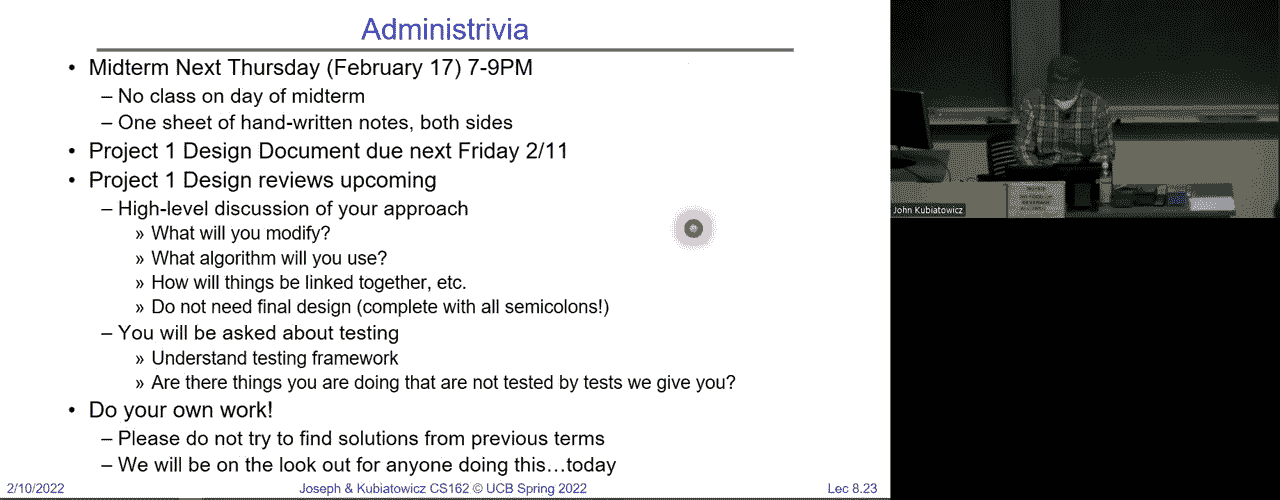 Administrivia
• Midterm Next Thursday (February 17) 7-9PM
– No class on day of midterm
– One sheet of hand-written notes, both sides
• Project 1 Design Document due next Friday 2/11
• Project 1 Design reviews upcoming
– High-level discussion of your approach
» What will you modify?
» What algorithm will you use?
» How will things be linked together, etc.
» Do not need final design (complete with all semicolons!)
– You will be asked about testing
» Understand testing framework
» Are there things you are doing that are not tested by tests we give you?
• Do your own work!
– Please do not try to find solutions from previous terms
– We will be on the look out for anyone doing this…today
2/10/2022
Joseph & Kubiatowicz CS162 © UCB Spring 2022
Lec 8.23
John Kubiatowicz